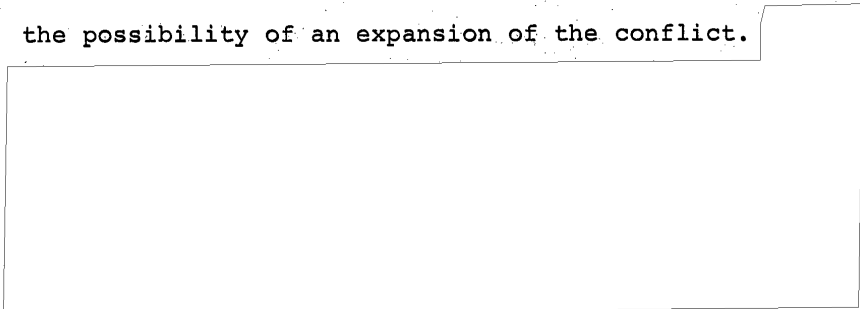 the possibility of an expansion of the conflict.